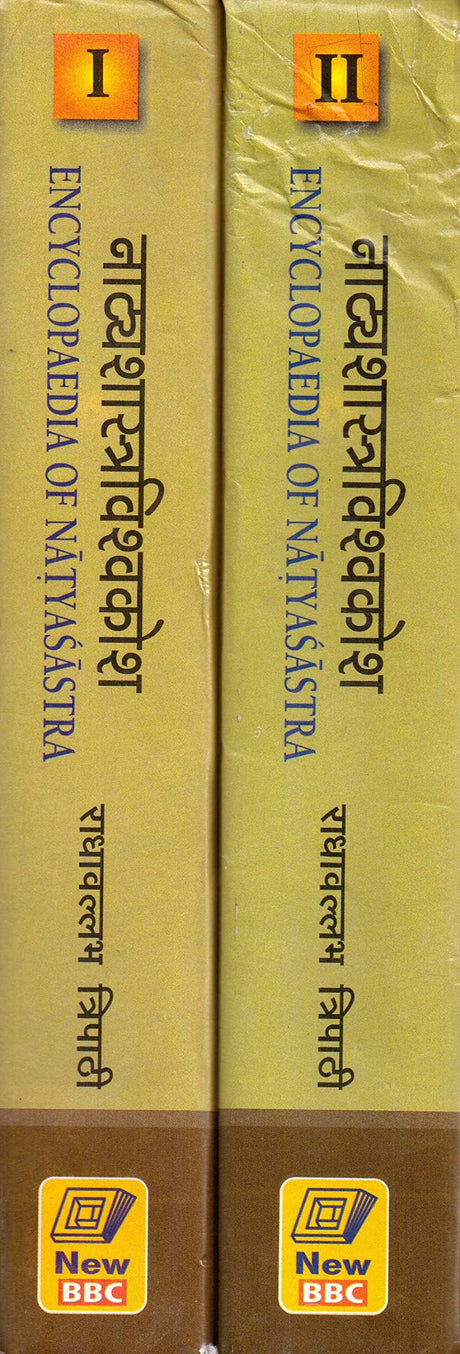 I
नाट्यशास्त्रविश्वकोश
ENCYCLOPAEDIA OF NĀṬYAŚĀSTRA
राधावल्लभ त्रिपाठी
New
BBC
II
नाट्यशास्त्रविश्वकोश
ENCYCLOPAEDIA OF NĀṬYAŚĀSTRA
राधावल्लभ त्रिपाठी
New
BBC